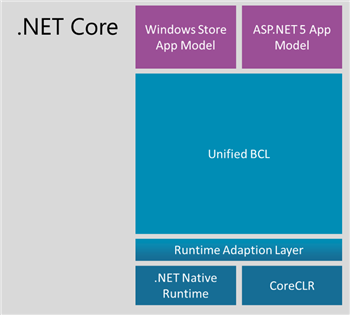 .NET Core
Windows Store
App Model
ASP.NET 5 App
Model
Unified BCL
Runtime Adaption Layer
.NET Native
Runtime
CoreCLR